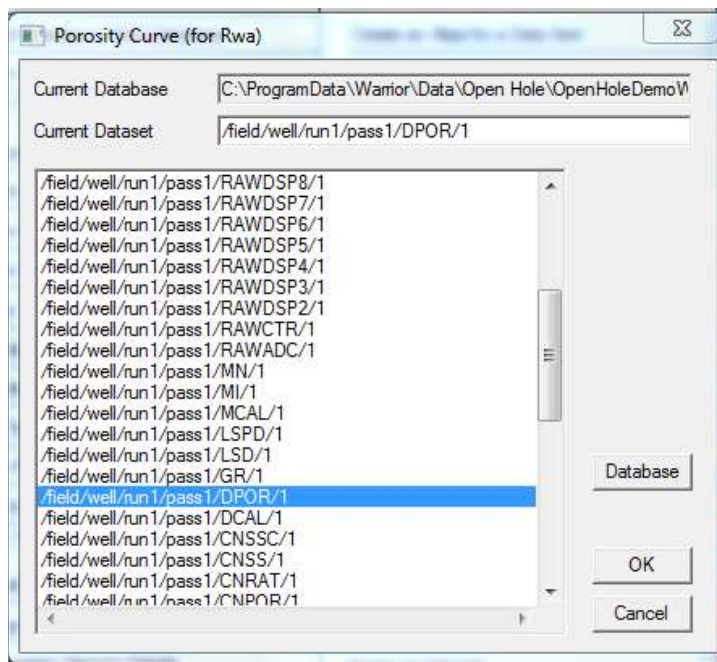 Porosity Curve (for Rwa)
Current Database C:\ProgramData\Warrior\Data\Open Hole\OpenHoleDemoW
Current Dataset /field/well/run1/pass1/DPOR/1
/field/well/run1/pass1/RAWDSP8/1
/field/well/run1/pass1/RAWDSP7/1
/field/well/run1/pass1/RAWDSP6/1
/field/well/run1/pass1/RAWDSP5/1
/field/well/run1/pass1/RAWDSP4/1
/field/well/run1/pass1/RAWDSP3/1
/field/well/run1/pass1/RAWDSP2/1
/field/well/run1/pass1/RAWCTR/1
/field/well/run1/pass1/RAWADC/1
/field/well/run1/pass1/MN/1
/field/well/run1/pass1/MI/1
/field/well/run1/pass1/MCAL/1
/field/well/run1/pass1/LSPD/1
/field/well/run1/pass1/LSD/1
/field/well/run1/pass1/GR/1
/field/well/run1/pass1/DPOR/1
/field/well/run1/pass1/DCAL/1
/field/well/run1/pass1/CNSSC/1
/field/well/run1/pass1/CNSS/1
/field/well/run1/pass1/CNRAT/1
/field/well/run1/pass1/CNPOR/1
Database
OK
Cancel